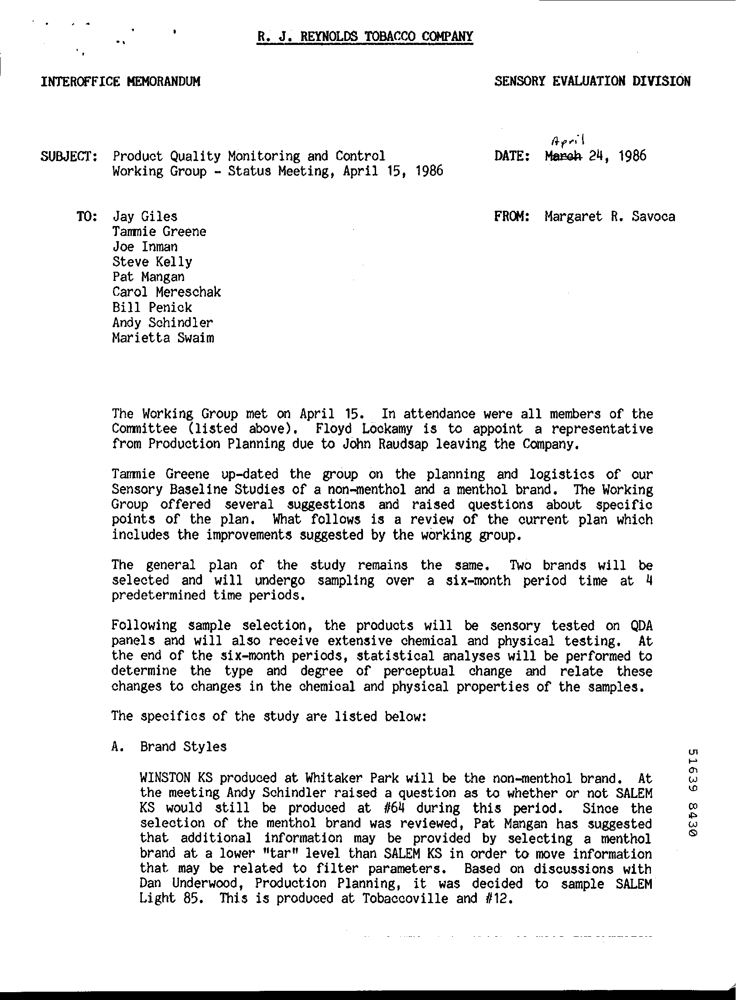 R. J. REYNOLDS TOBACCO COMPANY
INTEROFFICE MEMORANDUM
SENSORY EVALUATION DIVISION
April
SUBJECT: Product Quality Monitoring and Control
DATE: March 24, 1986
Working Group - Status Meeting, April 15, 1986
TO: Jay Giles
FROM: Margaret R. Savoca
Tammie Greene
Joe Inman
Steve Kelly
Pat Mangan
Carol Mereschak
Bill Penick
Andy Schindler
Marietta Swaim
The Working Group met on April 15. In attendance were all members of the
Committee (listed above). Floyd Lockamy is to appoint a representative
from Production Planning due to John Raudsap leaving the Company.
Tammie Greene up-dated the group on the planning and logistics of our
Sensory Baseline Studies of a non-menthol and a menthol brand. The Working
Group offered several suggestions and raised questions about specific
points of the plan. What follows is a review of the current plan which
includes the improvements suggested by the working group.
The general plan of the study remains the same. Two brands will be
selected and will undergo sampling over a six-month period time at 4
predetermined time periods.
Following sample selection, the products will be sensory tested on QDA
panels and will also receive extensive chemical and physical testing. At
the end of the six-month periods, statistical analyses will be performed to
determine the type and degree of perceptual change and relate these
changes to changes in the chemical and physical properties of the samples.
The specifics of the study are listed below:
A. Brand Styles
WINSTON KS produced at Whitaker Park will be the non-menthol brand. At
the meeting Andy Schindler raised a question as to whether or not SALEM
KS would still be produced at #64 during this period. Since the
selection of the menthol brand was reviewed, Pat Mangan has suggested
that additional information may be provided by selecting a menthol
brand at a lower "tar" level than SALEM KS in order to move information
that may be related to filter parameters. Based on discussions with
Dan Underwood, Production Planning, it was decided to sample SALEM
Light 85. This is produced at Tobaccoville and #12.
51639 8430